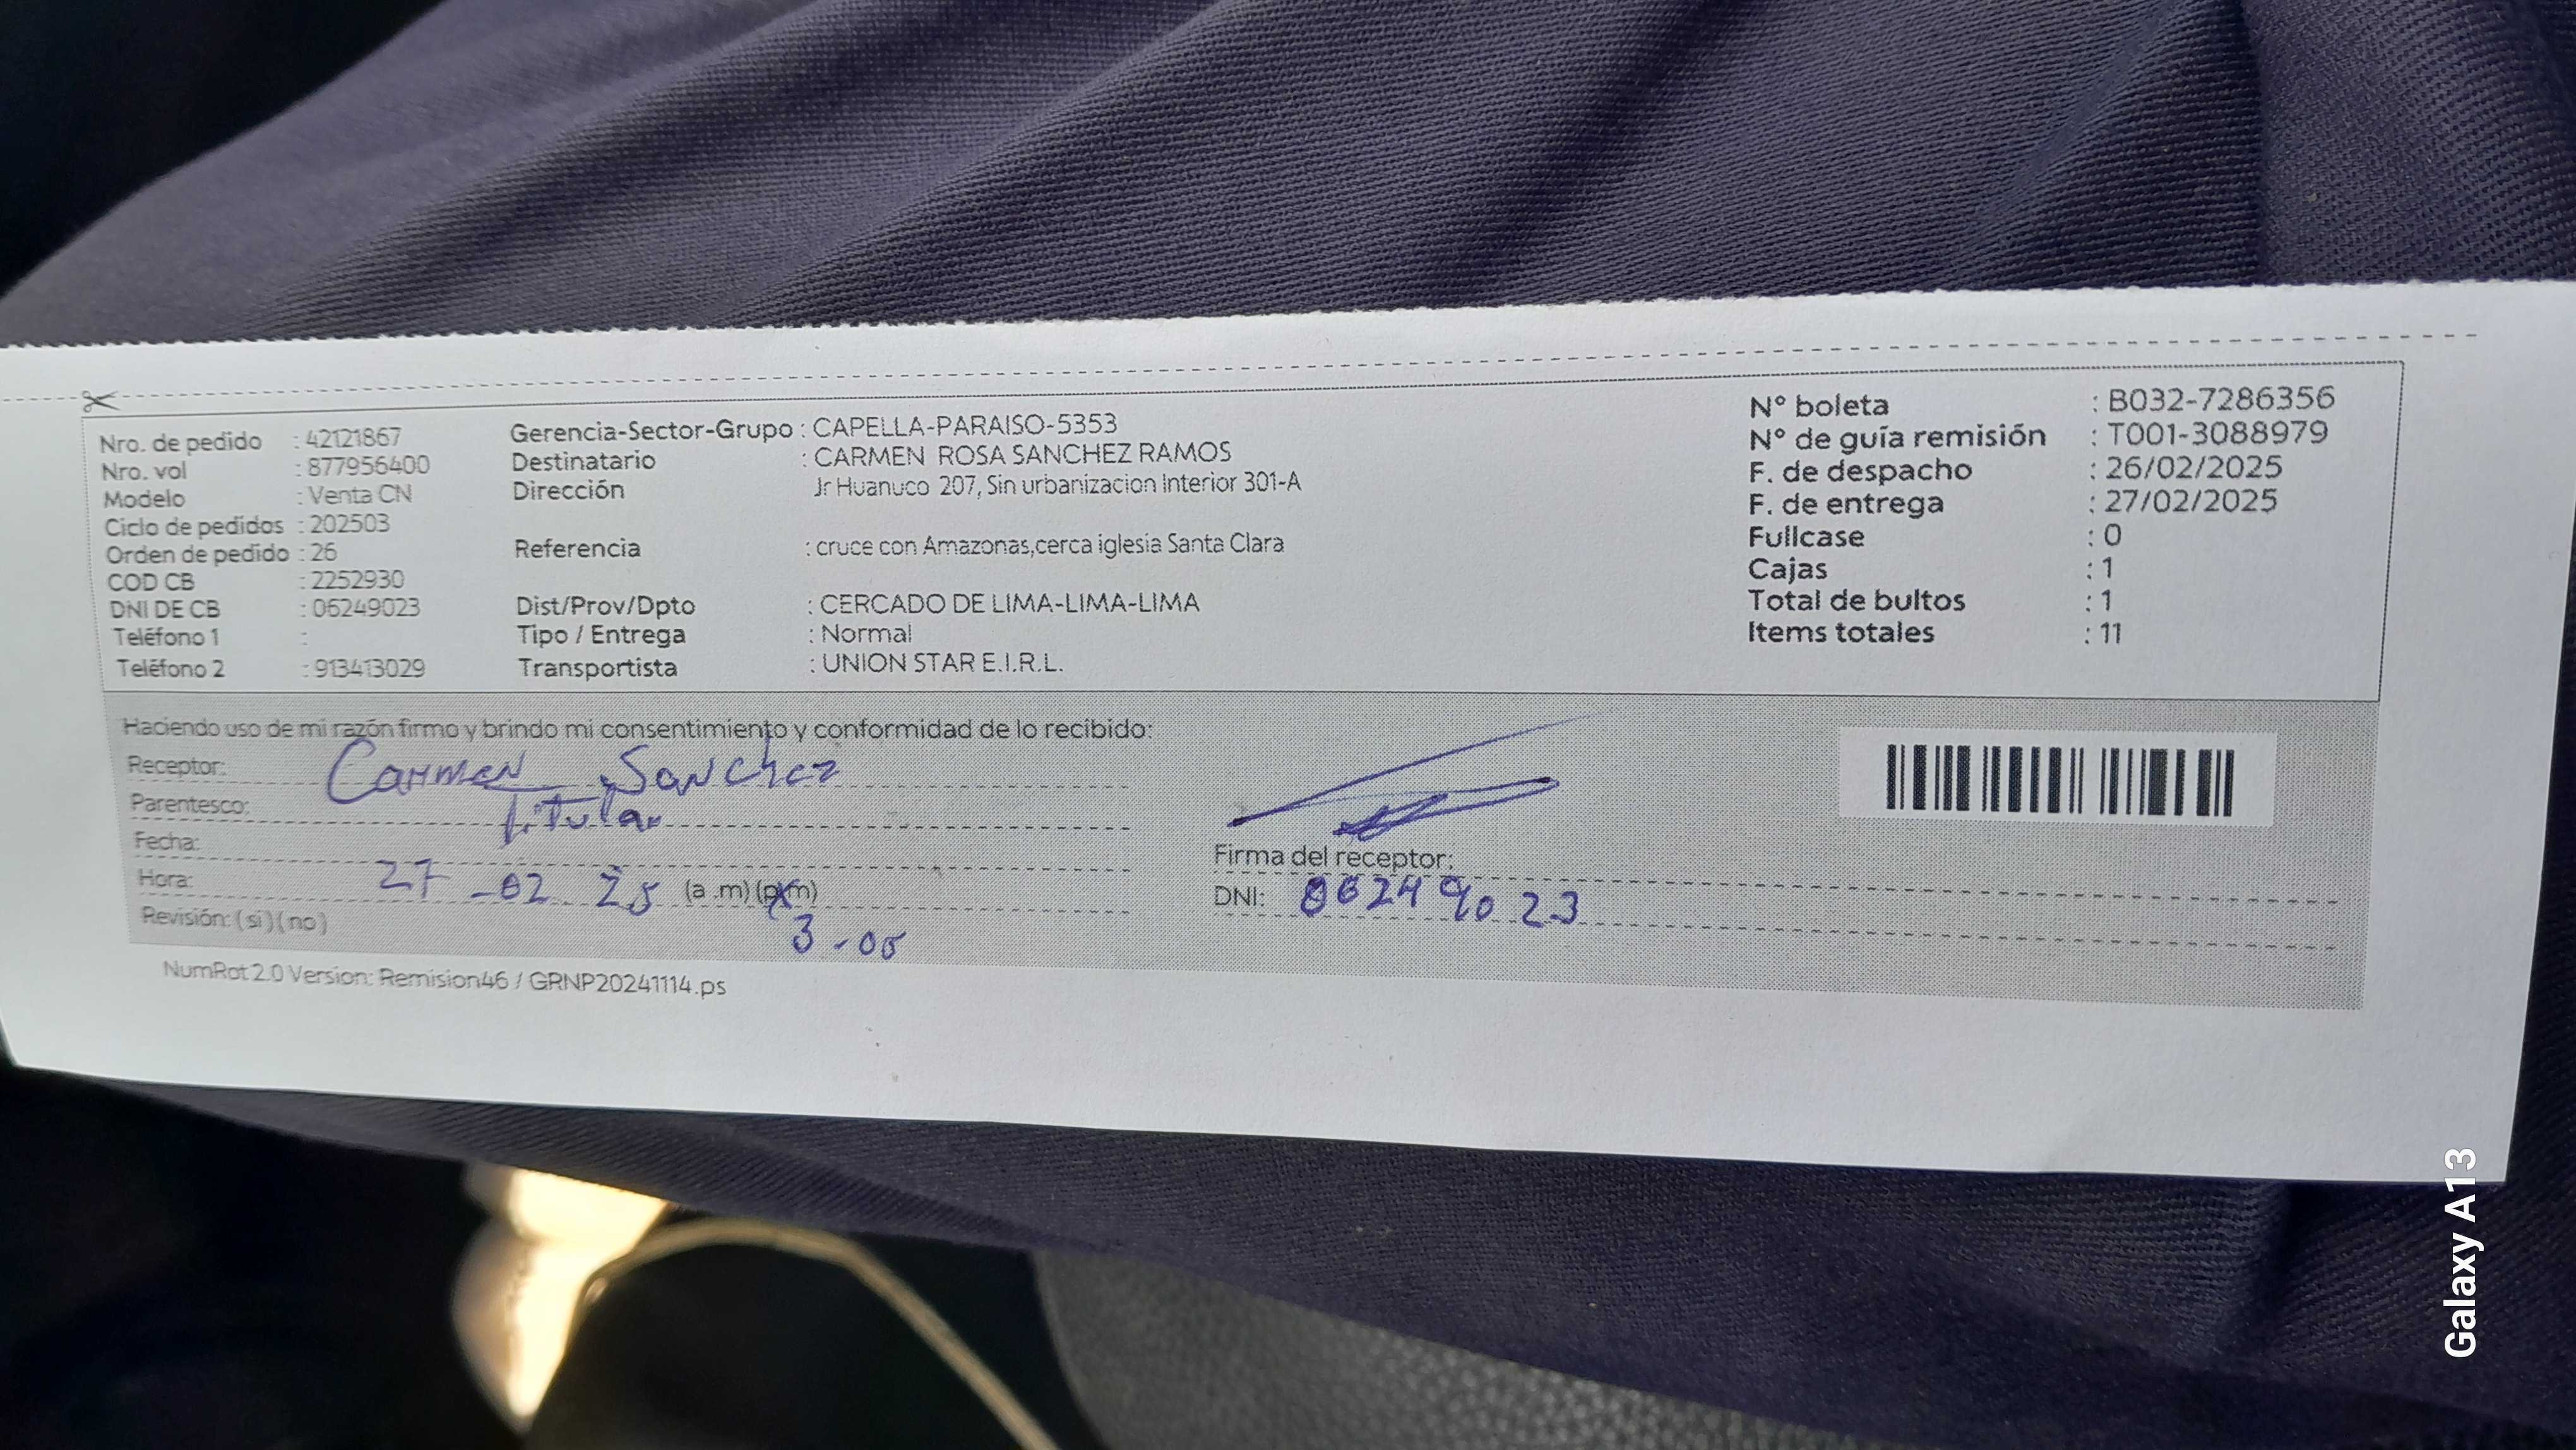 Nro. de pedido : 42121867
Nro. vol : 877956400
Modelo : Venta CN
Ciclo de pedidos : 202503
Orden de pedido : 26
COD CB : 2252930
DNI DE CB : 06249023
Teléfono 1 :
Teléfono 2 : 913413029
Gerencia-Sector-Grupo : CAPELLA-PARAISO-5353
Destinatario : CARMEN ROSA SANCHEZ RAMOS
Dirección Jr Huanuco 207, Sin urbanizacion Interior 301-A
Referencia : cruce con Amazonas,cerca iglesia Santa Clara
Dist/Prov/Dpto : CERCADO DE LIMA-LIMA-LIMA
Tipo / Entrega : Normal
Transportista : UNION STAR E.I.R.L.
N° boleta : B032-7286356
N° de guía remisión : T001-3088979
F. de despacho : 26/02/2025
F. de entrega : 27/02/2025
Fullcase : 0
Cajas : 1
Total de bultos : 1
Items totales : 11
Haciendo uso de mi razón firmo y brindo mi consentimiento y conformidad de lo recibido:
Receptor: Carmen Sanchez
Parentesco: Titular
Fecha:
Hora: 27-02 25 (a .m) (p.m)
3-00
Revisión: ( si ) ( no )
Firma del receptor:
DNI: 06249023
NumRot 2.0 Version: Remision46 / GRNP20241114.ps
Galaxy A13